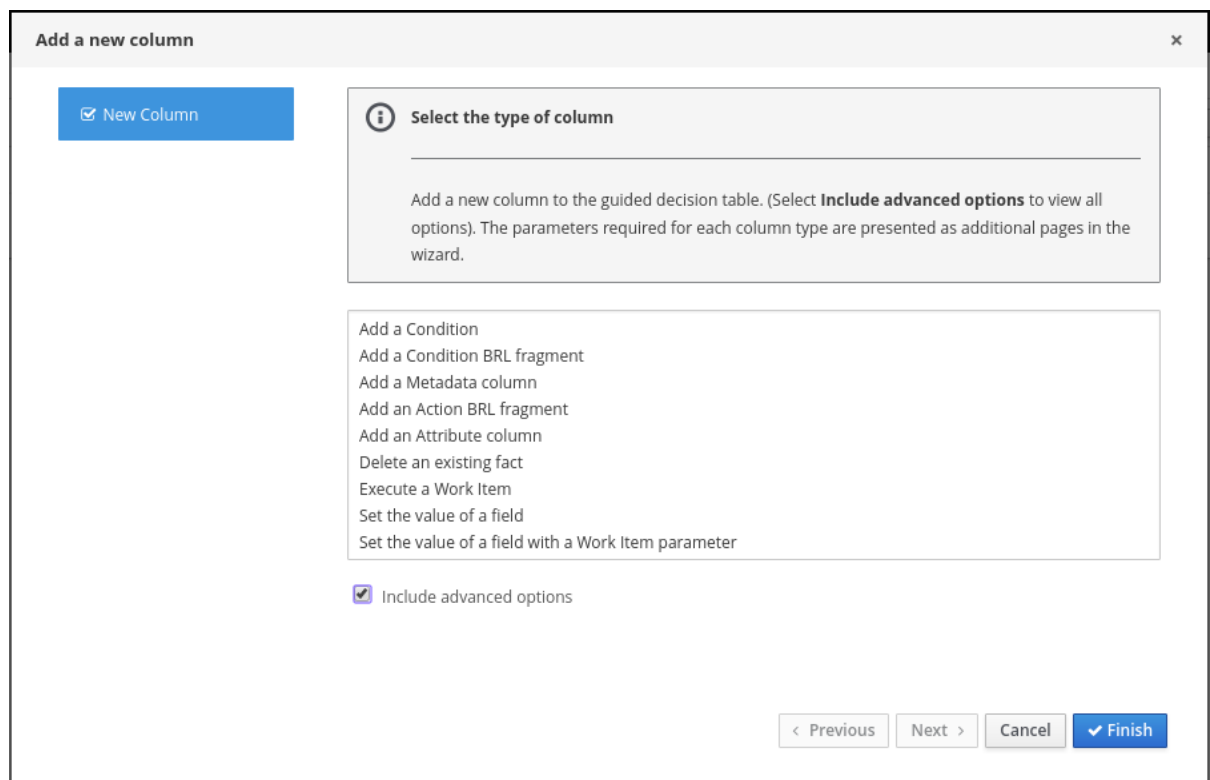 Add a new column
×
New Column
Select the type of column
Add a new column to the guided decision table. (Select Include advanced options to view all
options). The parameters required for each column type are presented as additional pages in the
wizard.
Add a Condition
Add a Condition BRL fragment
Add a Metadata column
Add an Action BRL fragment
Add an Attribute column
Delete an existing fact
Execute a Work Item
Set the value of a field
Set the value of a field with a Work Item parameter
Include advanced options
< Previous
Next >
Cancel
Finish